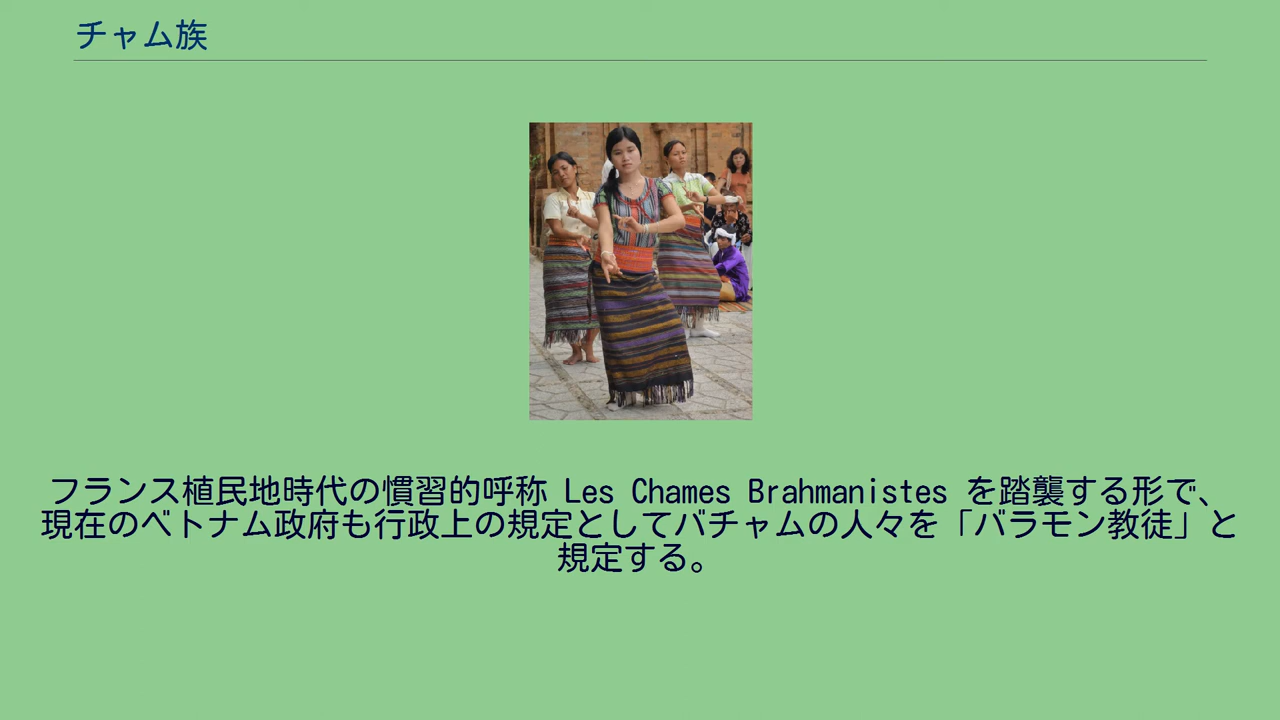 チャム族
フランス植民地時代の慣習的呼称 Les Chames Brahmanistes を踏襲する形で、
現在のベトナム政府も行政上の規定としてバチャムの人々を「バラモン教徒」と
規定する。